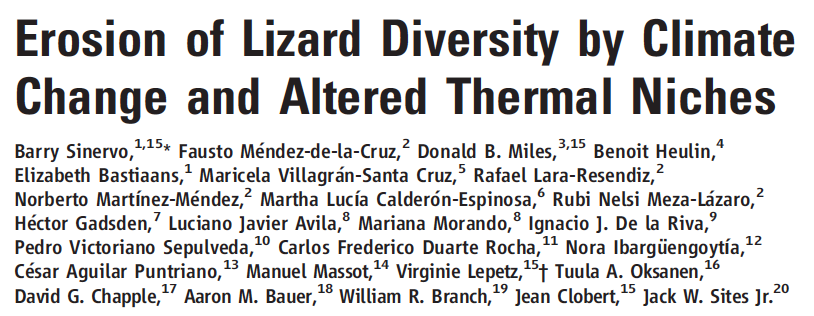 Erosion of Lizard Diversity by Climate
Change and Altered Thermal Niches
Barry Sinervo,1,15* Fausto Méndez-de-la-Cruz,2 Donald B. Miles,3,15 Benoit Heulin,4
Elizabeth Bastiaans,1 Maricela Villagrán-Santa Cruz,5 Rafael Lara-Resendiz,2
Norberto Martínez-Méndez,2 Martha Lucía Calderón-Espinosa,6 Rubi Nelsi Meza-Lázaro,2
Héctor Gadsden,7 Luciano Javier Avila,8 Mariana Morando,8 Ignacio J. De la Riva,9
Pedro Victoriano Sepulveda,10 Carlos Frederico Duarte Rocha,11 Nora Ibargüengoytía,12
César Aguilar Puntriano,13 Manuel Massot,14 Virginie Lepetz,15† Tuula A. Oksanen,16
David G. Chapple,17 Aaron M. Bauer,18 William R. Branch,19 Jean Clobert,15 Jack W. Sites Jr.20